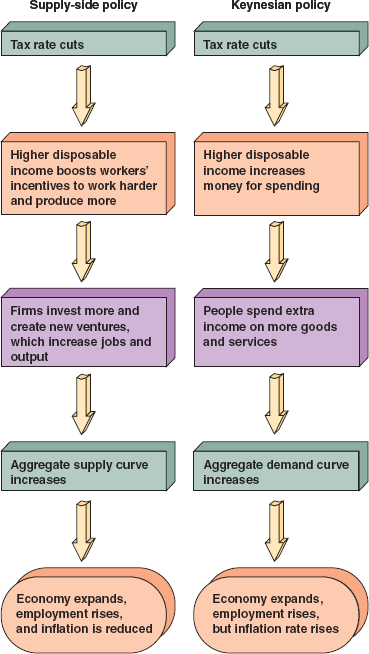 Supply-side policy
Tax rate cuts
Higher disposable
income boosts workers'
incentives to work harder
and produce more
Firms invest more and
create new ventures,
which increase jobs and
output
Aggregate supply curve
increases
Economy expands,
employment rises,
and inflation is reduced
Keynesian policy
Tax rate cuts
Higher disposable
income increases
money for spending
People spend extra
income on more goods
and services
Aggregate demand curve
increases
Economy expands,
employment rises,
but inflation rate rises